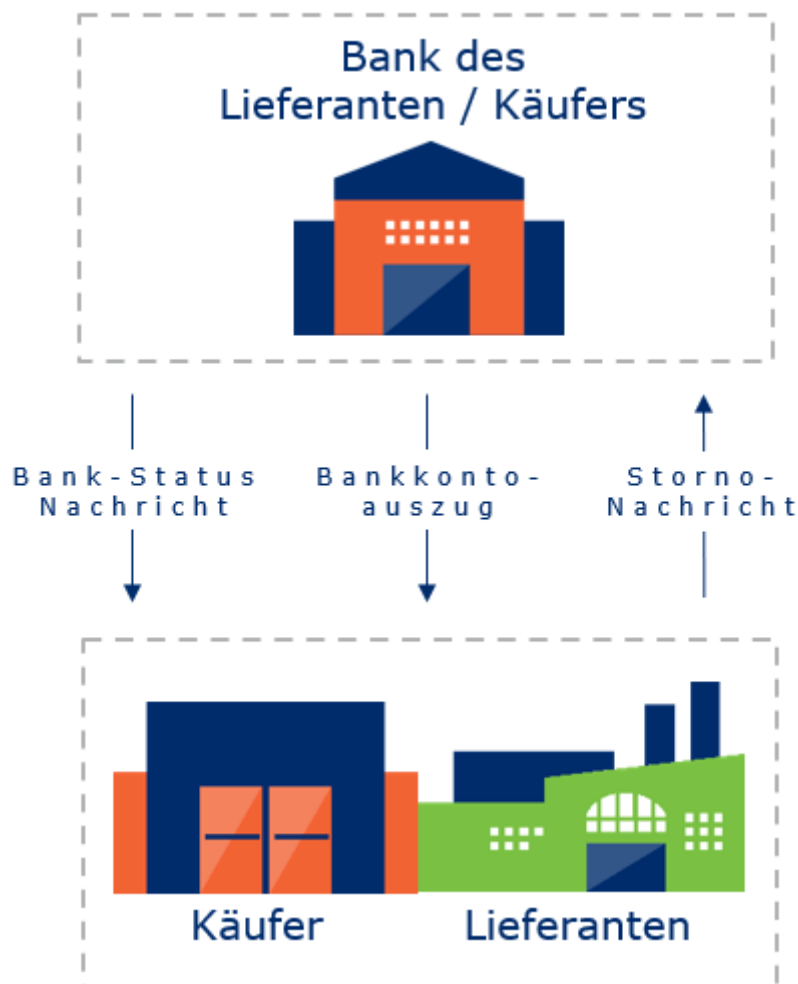 Bank des
Lieferanten / Käufers
Bank-Status
Nachricht
Bankkonto-
auszug
Storno-
Nachricht
Käufer
Lieferanten